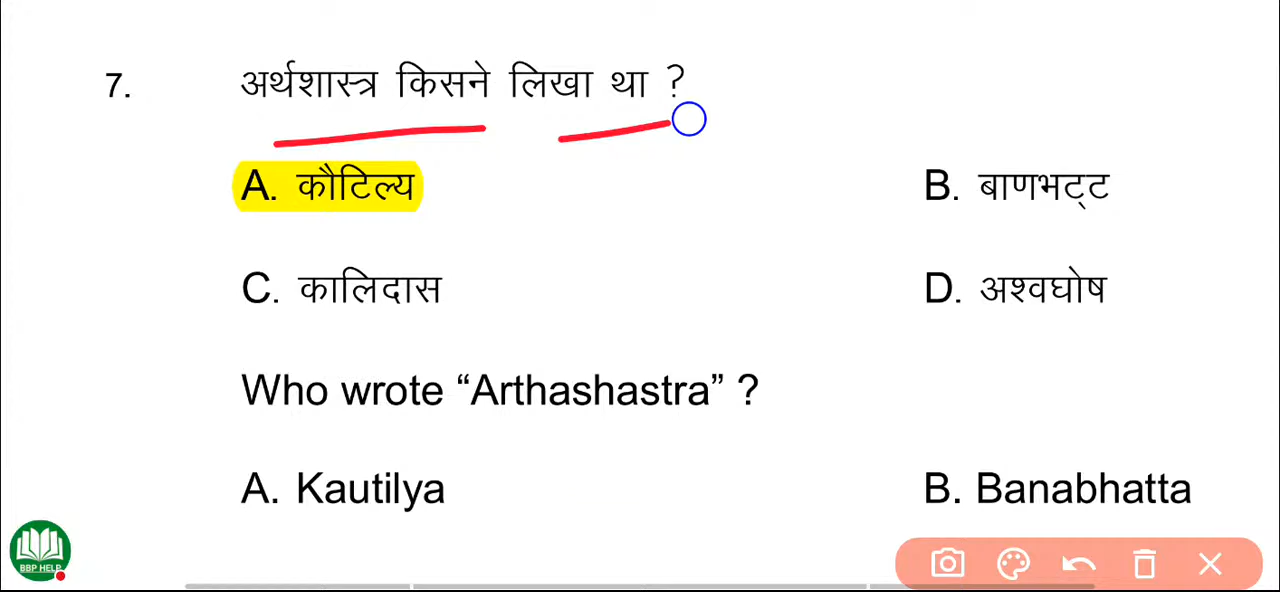 7. अर्थशास्त्र किसने लिखा था ?
A. कौटिल्य B. बाणभट्ट
C. कालिदास D. अश्वघोष
Who wrote “Arthashastra” ?
A. Kautilya B. Banabhatta
BBP HELP